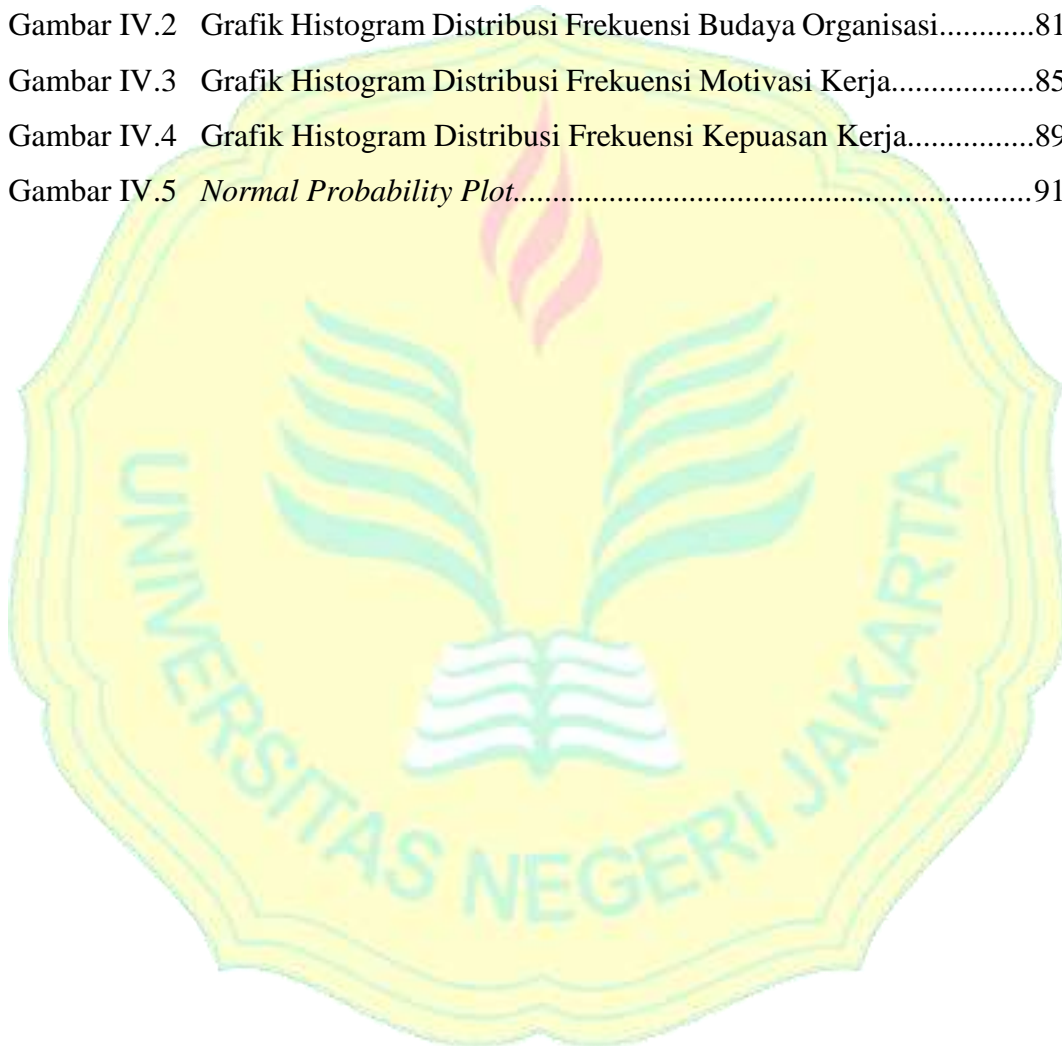 Gambar IV.2 Grafik Histogram Distribusi Frekuensi Budaya Organisasi............81
Gambar IV.3 Grafik Histogram Distribusi Frekuensi Motivasi Kerja..................85
Gambar IV.4 Grafik Histogram Distribusi Frekuensi Kepuasan Kerja................89
Gambar IV.5 Normal Probability Plot..................................................................91
UNIVERSITAS NEGERI JAKARTA